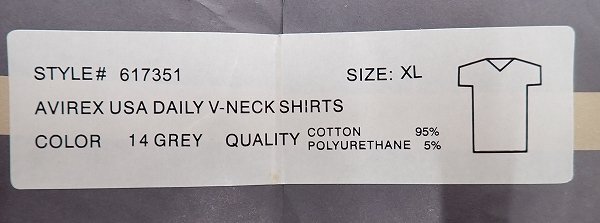 STYLE# 617351 SIZE: XL
AVIREX USA DAILY V-NECK SHIRTS
COLOR 14 GREY QUALITY COTTON 95%
POLYURETHANE 5%